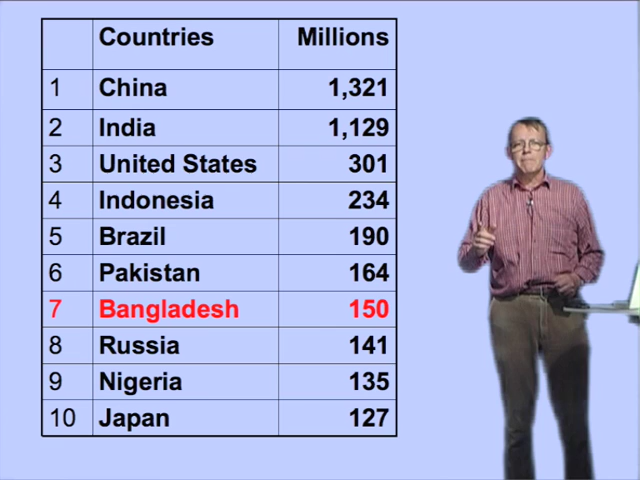 Countries Millions
1 China 1,321
2 India 1,129
3 United States 301
4 Indonesia 234
5 Brazil 190
6 Pakistan 164
7 Bangladesh 150
8 Russia 141
9 Nigeria 135
10 Japan 127